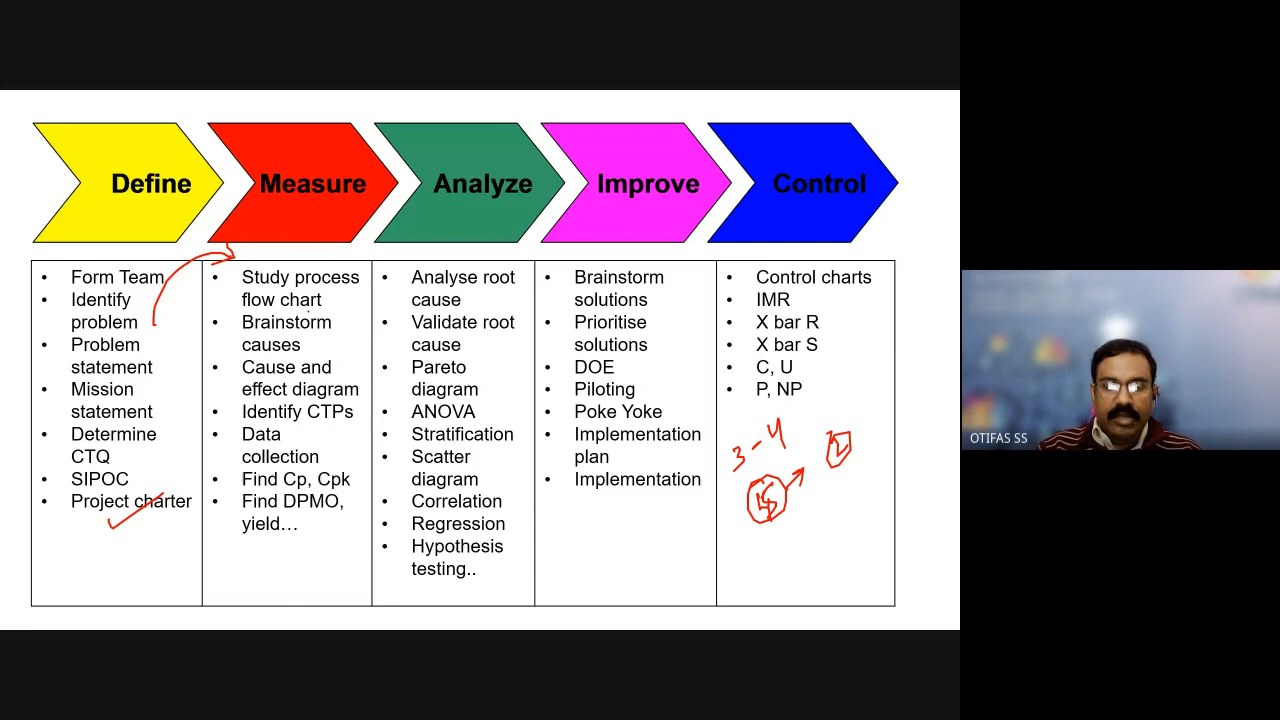 Define
Measure
Analyze
Improve
Control
• Form Team
• Identify
problem
• Problem
statement
• Mission
statement
• Determine
CTQ
• SIPOC
• Project charter
• Study process
flow chart
• Brainstorm
causes
• Cause and
effect diagram
• Identify CTPs
• Data
collection
• Find Cp, Cpk
• Find DPMO,
yield…
• Analyse root
cause
• Validate root
cause
• Pareto
diagram
• ANOVA
• Stratification
• Scatter
diagram
• Correlation
• Regression
• Hypothesis
testing..
• Brainstorm
solutions
• Prioritise
solutions
• DOE
• Piloting
• Poke Yoke
• Implementation
plan
• Implementation
• Control charts
• IMR
• X bar R
• X bar S
• C, U
• P, NP
3 - 4
OTIFAS SS